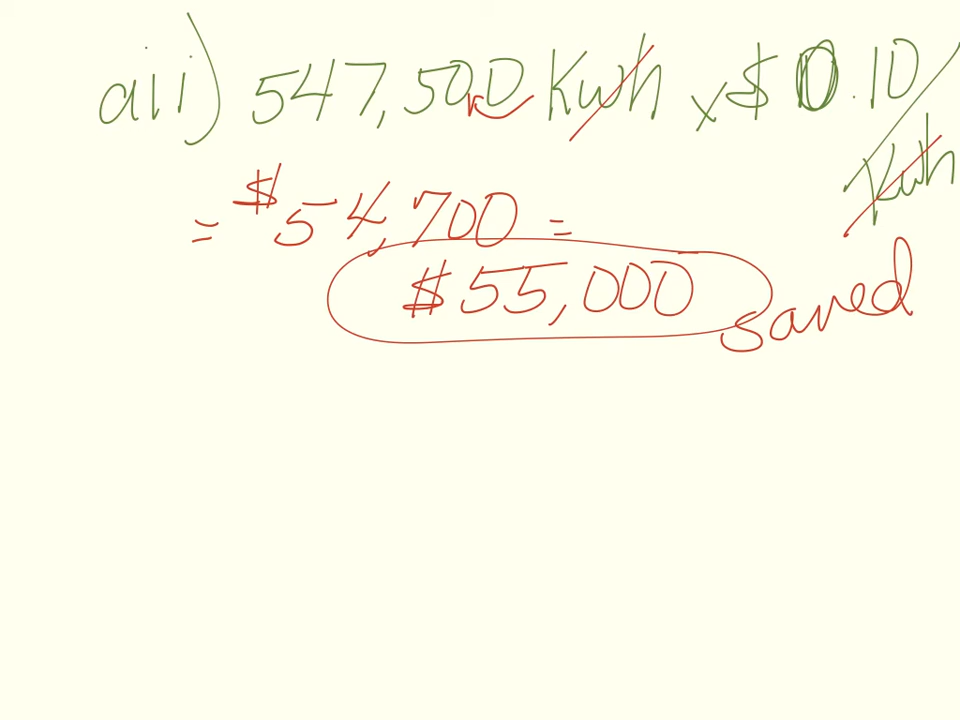 aii) 547,500 Kwh x $0.10/Kwh
= $54,700 =
$55,000 saved